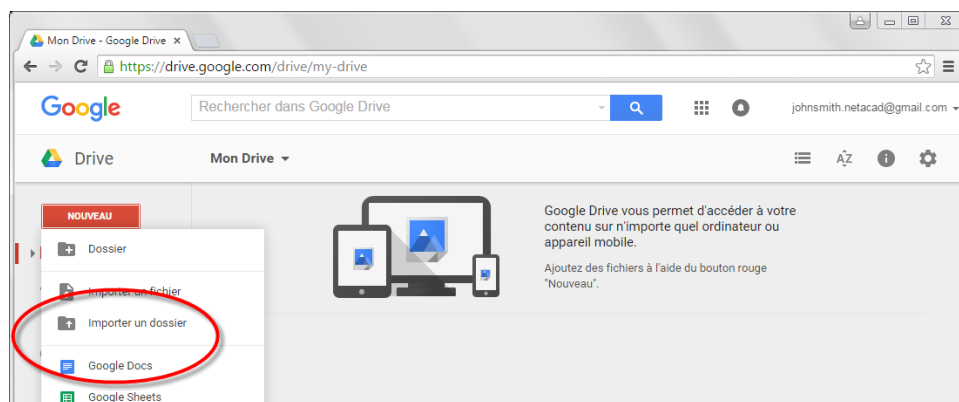 Mon Drive - Google Drive ×
https://drive.google.com/drive/my-drive
Google
Rechercher dans Google Drive
johnsmith.netacad@gmail.com
Drive
Mon Drive
AZ
NOUVEAU
Google Drive vous permet d'accéder à votre
contenu sur n'importe quel ordinateur ou
appareil mobile.
Ajoutez des fichiers à l'aide du bouton rouge
"Nouveau".
Dossier
Importer un fichier
Importer un dossier
Google Docs
Google Sheets